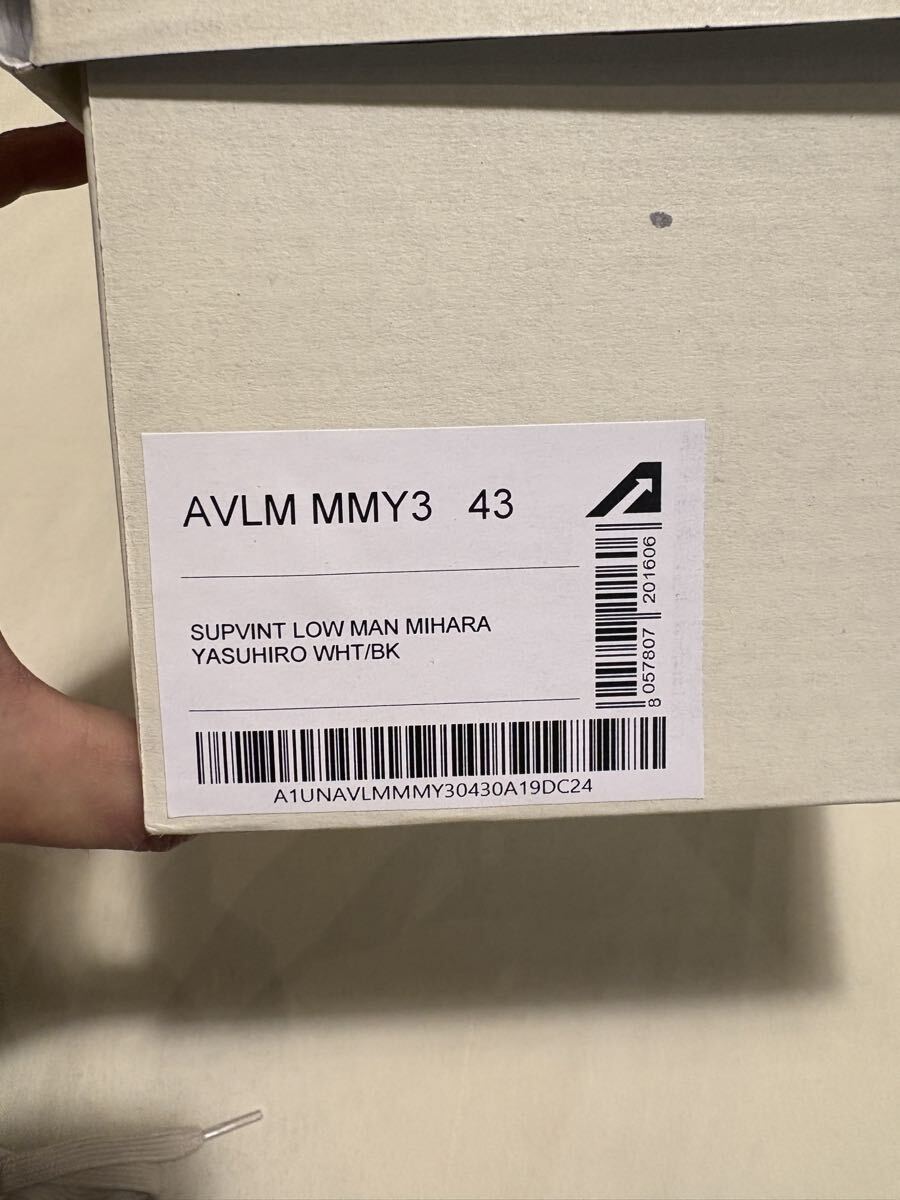 AVLM MMY3 43
SUPVINT LOW MAN MIHARA
YASUHIRO WHT/BK
8 057807 201606
A1UNAVLMMMY30430A19DC24